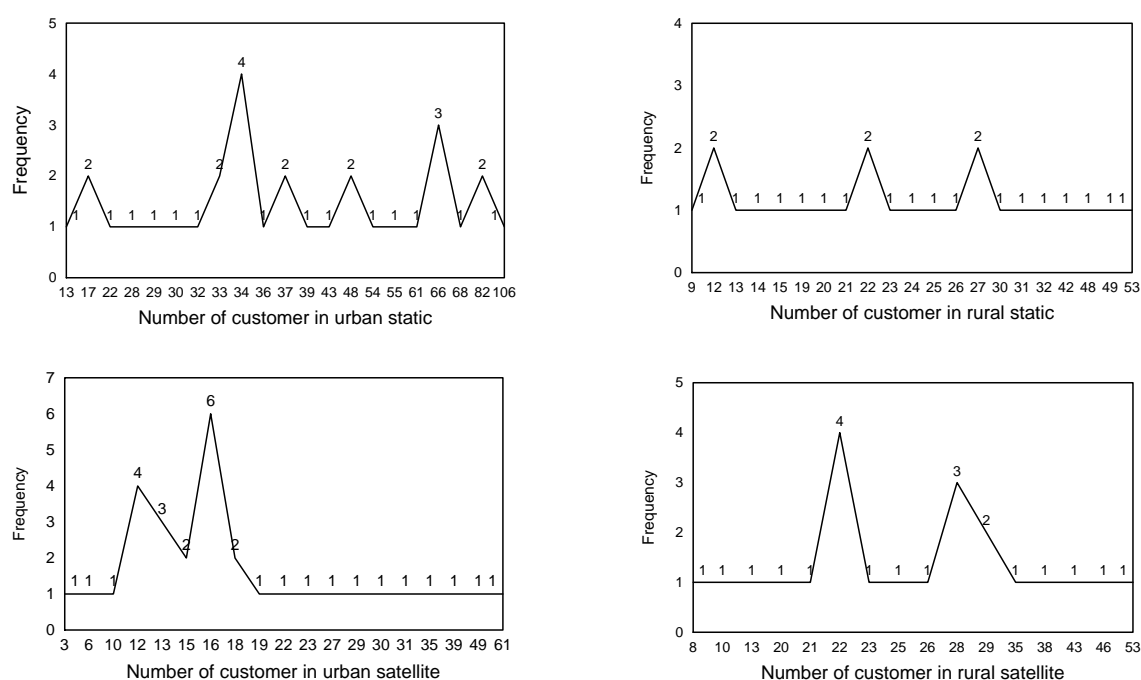 5
4
3
2
1
0
Frequency
1 2 1 1 1 1 1 2 4 1 2 1 1 2 1 1 1 3 1 2 1
13 17 22 28 29 30 32 33 34 36 37 39 43 48 54 55 61 66 68 82 106
Number of customer in urban static
4
3
2
1
0
Frequency
1 2 1 1 1 1 1 1 2 1 1 1 1 2 1 1 1 1 1 1 1
9 12 13 14 15 19 20 21 22 23 24 25 26 27 30 31 32 42 48 49 53
Number of customer in rural static
7
6
5
4
3
2
1
0
Frequency
1 1 1 4 3 2 6 2 1 1 1 1 1 1 1 1 1 1 1
3 6 10 12 13 15 16 18 19 22 23 27 29 30 31 35 39 49 61
Number of customer in urban satellite
5
4
3
2
1
0
Frequency
1 1 1 1 1 4 1 1 1 3 2 1 1 1 1 1
8 10 13 20 21 22 23 25 26 28 29 35 38 43 46 53
Number of customer in rural satellite